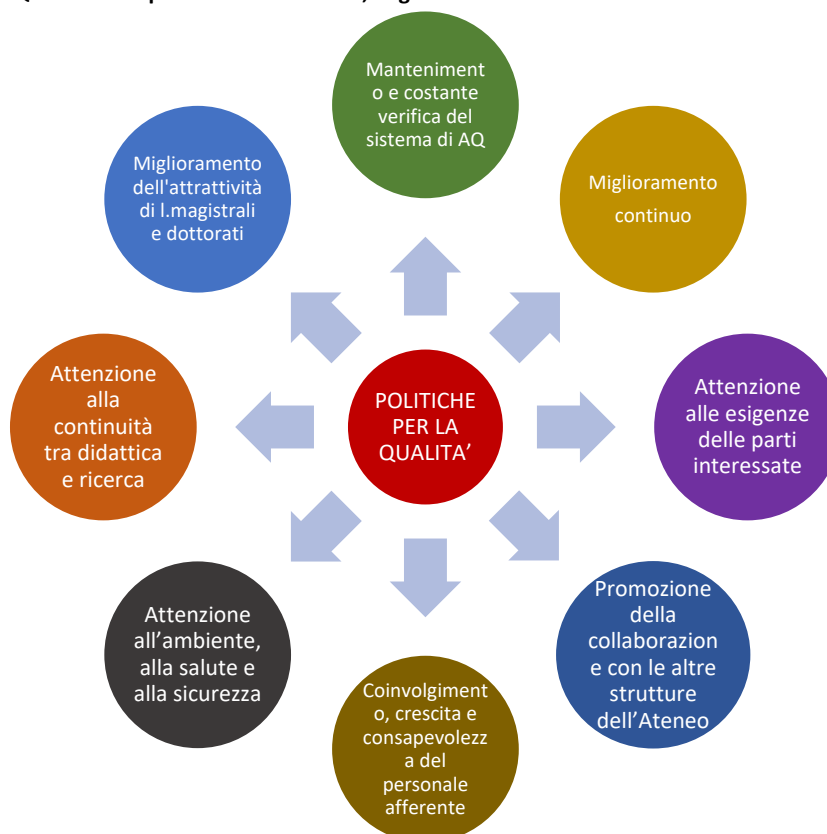 Manteniment
o e costante
verifica del
sistema di AQ
Miglioramento
continuo
Attenzione
alle esigenze
delle parti
interessate
Promozione
della
collaborazion
e con le altre
strutture
dell'Ateneo
Coinvolgiment
o, crescita e
consapevolezz
a del
personale
afferente
Attenzione
all'ambiente,
alla salute e
alla sicurezza
Attenzione
alla
continuità
tra didattica
e ricerca
Miglioramento
dell'attrattività
di l.magistrali
e dottorati
POLITICHE
PER LA
QUALITA'